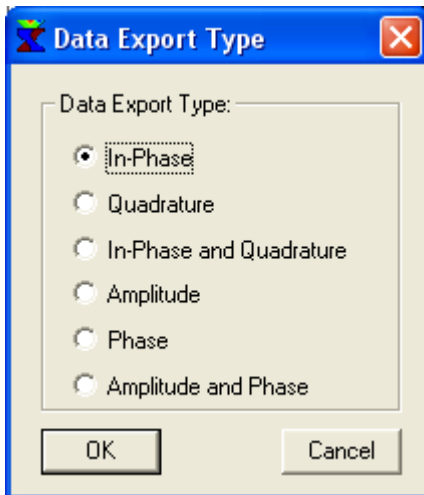 Data Export Type
Data Export Type:
In-Phase
Quadrature
In-Phase and Quadrature
Amplitude
Phase
Amplitude and Phase
OK Cancel